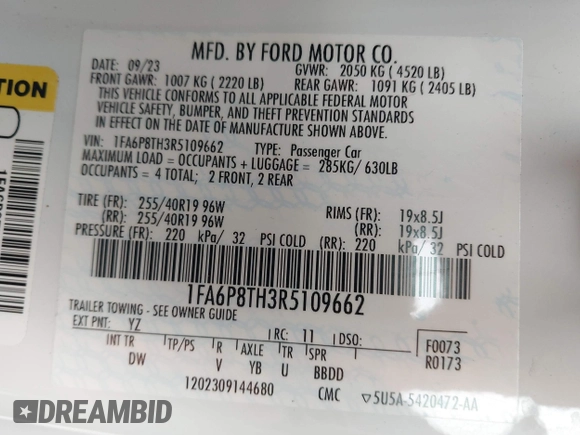 MFD. BY FORD MOTOR CO.
DATE: 09/23 GVWR: 2050 KG ( 4520 LB)
FRONT GAWR: 1007 KG ( 2220 LB) REAR GAWR: 1091 KG ( 2405 LB)
THIS VEHICLE CONFORMS TO ALL APPLICABLE FEDERAL MOTOR
VEHICLE SAFETY, BUMPER, AND THEFT PREVENTION STANDARDS
IN EFFECT ON THE DATE OF MANUFACTURE SHOWN ABOVE.
VIN: 1FA6P8TH3R5109662 TYPE: Passenger Car
MAXIMUM LOAD = OCCUPANTS + LUGGAGE = 285KG/ 630LB
OCCUPANTS = 4 TOTAL; 2 FRONT, 2 REAR
TIRE (FR): 255/40R19 96W RIMS (FR): 19x8.5J
(RR): 255/40R19 96W (RR): 19x8.5J
PRESSURE (FR): 220 kPa/ 32 PSI COLD (RR): 220 kPa/ 32 PSI COLD
1FA6P8TH3R5109662
TRAILER TOWING - SEE OWNER GUIDE
EXT PNT: YZ RC: 11 DSO: F0073
R0173
INT TR TP/PS R AXLE TR SPR
DW V YB U BBDD
1202309144680 CMC 5U5A-5420472-AA
DREAMBID